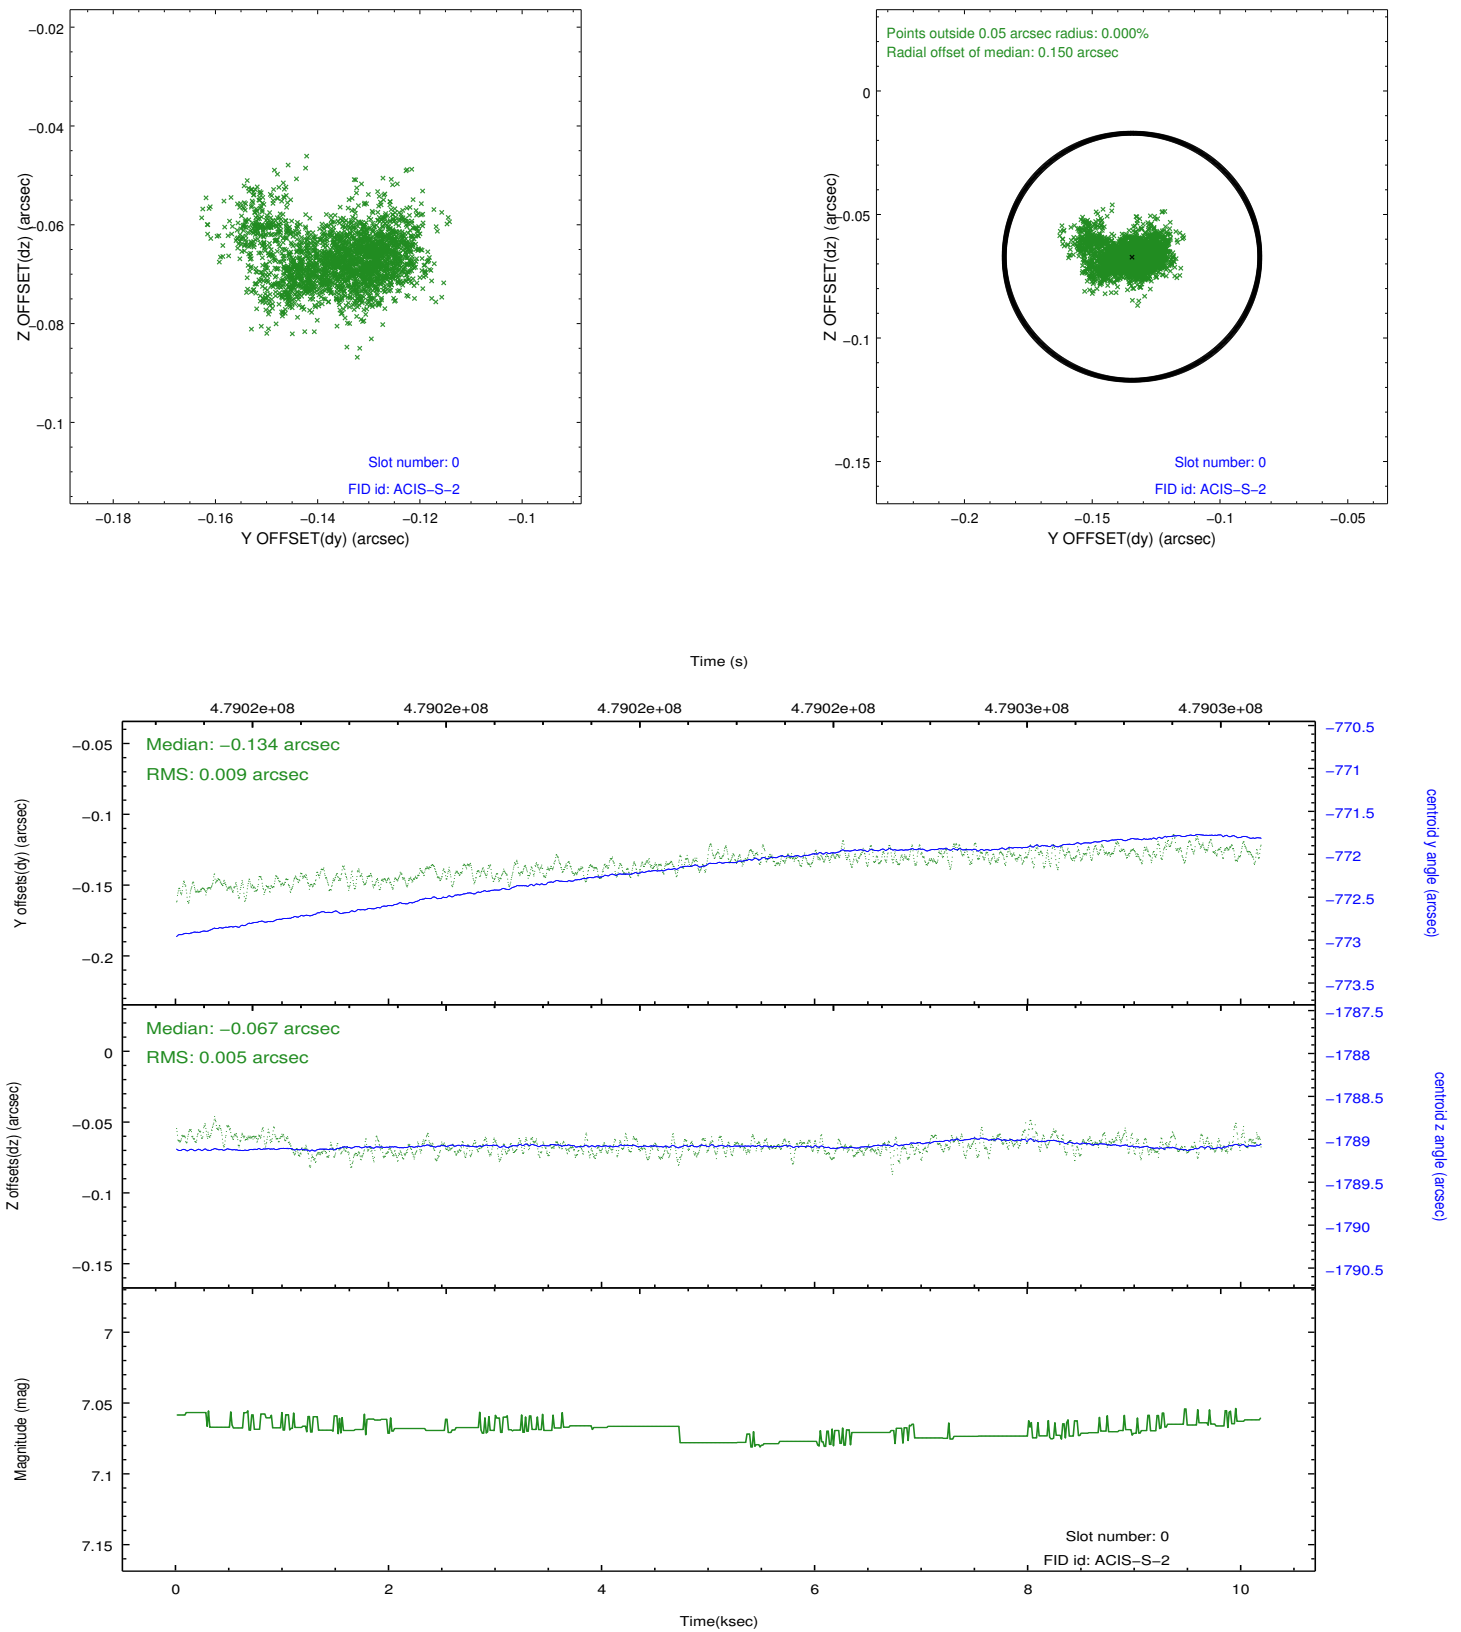 −0.02
−0.04
−0.06
−0.08
−0.1
Z OFFSET(dz) (arcsec)
Slot number: 0
FID id: ACIS−S−2
−0.18
−0.16
−0.14
−0.12
−0.1
Y OFFSET(dy) (arcsec)
Points outside 0.05 arcsec radius: 0.000%
Radial offset of median: 0.150 arcsec
0
−0.05
−0.1
−0.15
Z OFFSET(dz) (arcsec)
Slot number: 0
FID id: ACIS−S−2
−0.2
−0.15
−0.1
−0.05
Y OFFSET(dy) (arcsec)
Time (s)
4.7902e+08
4.7902e+08
4.7902e+08
4.7902e+08
4.7903e+08
4.7903e+08
Median: −0.134 arcsec
RMS: 0.009 arcsec
−0.05
−0.1
−0.15
−0.2
Y offsets(dy) (arcsec)
−770.5
−771
−771.5
−772
−772.5
−773
−773.5
centroid y angle (arcsec)
Median: −0.067 arcsec
RMS: 0.005 arcsec
0
−0.05
−0.1
−0.15
Z offsets(dz) (arcsec)
−1787.5
−1788
−1788.5
−1789
−1789.5
−1790
−1790.5
centroid z angle (arcsec)
7
7.05
7.1
7.15
Magnitude (mag)
Slot number: 0
FID id: ACIS−S−2
0
2
4
6
8
10
Time(ksec)